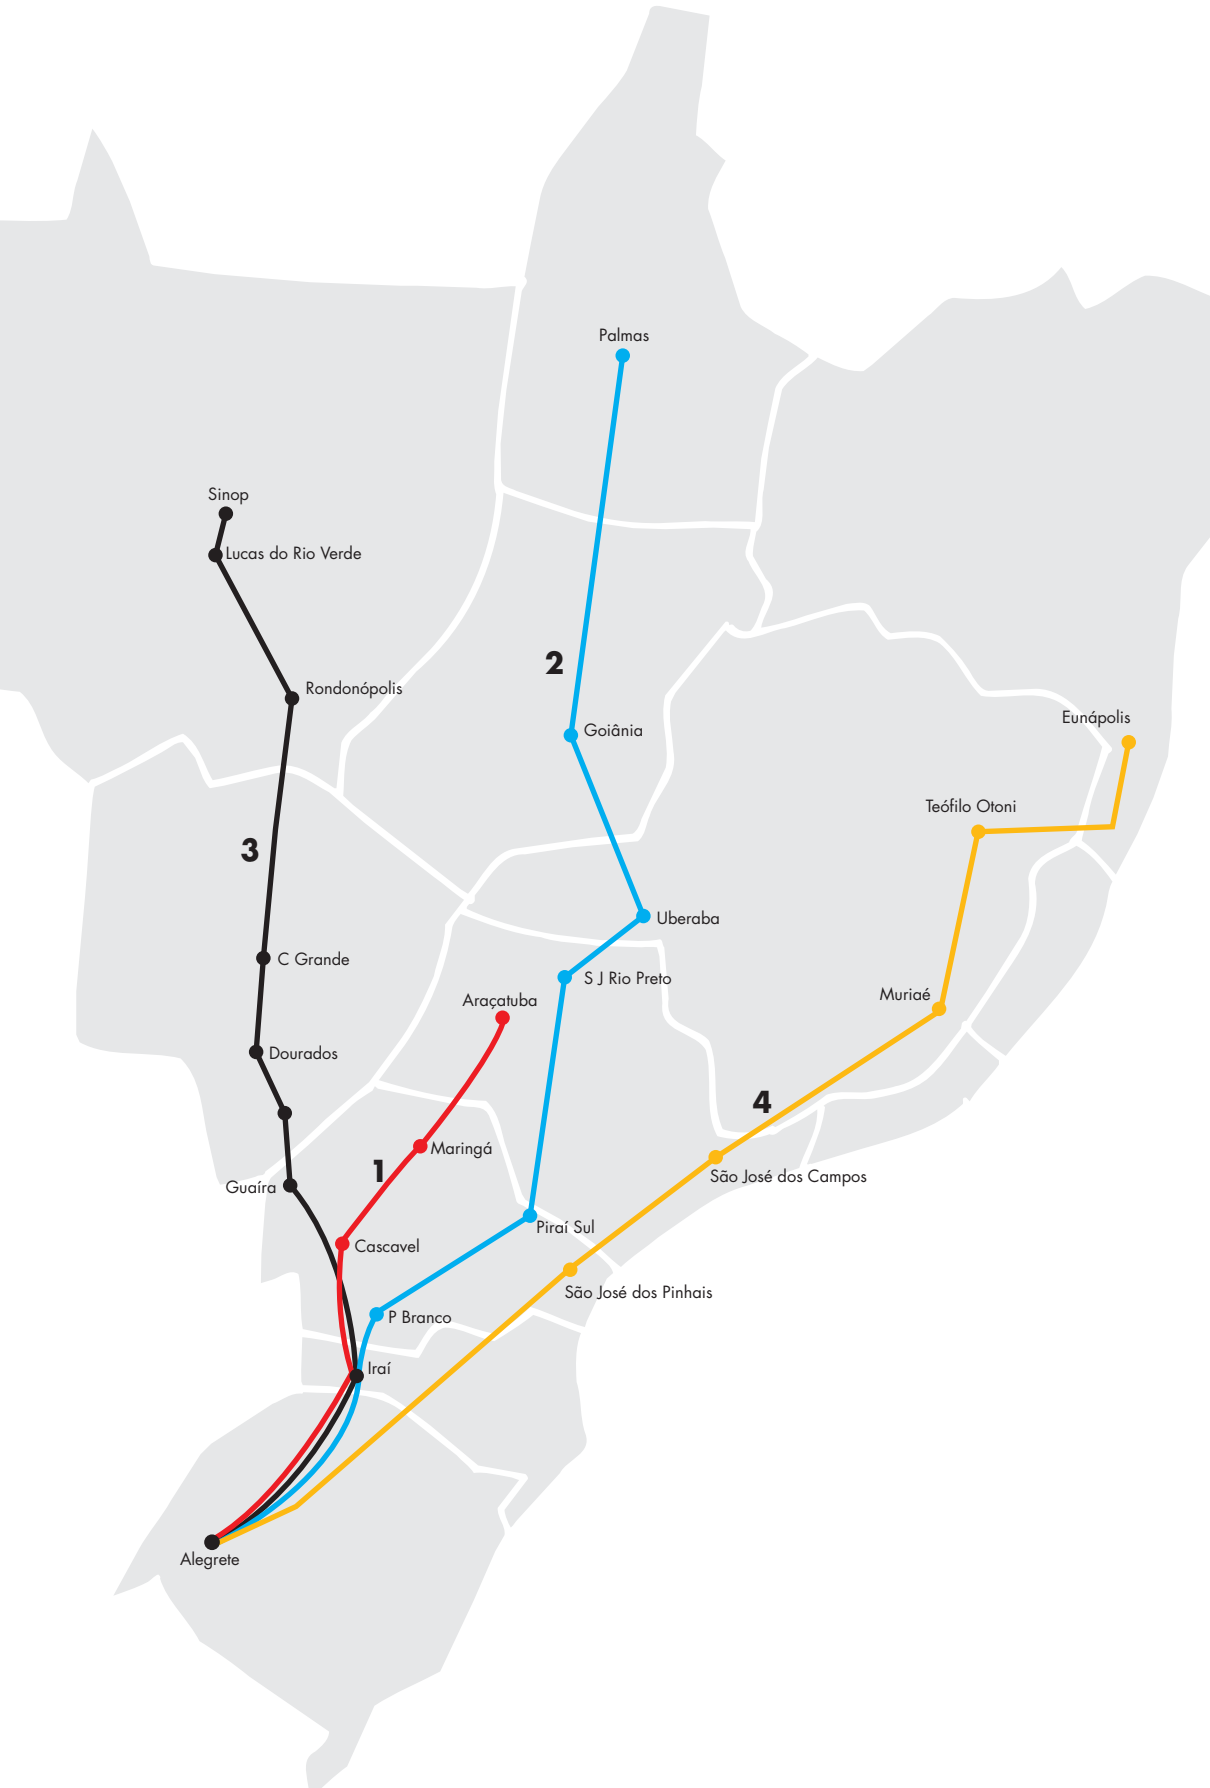 Palmas
Sinop
Lucas do Rio Verde
2
Rondonópolis
Eunápolis
Goiânia
Teófilo Otoni
3
Uberaba
C Grande
S J Rio Preto
Muriaé
Araçatuba
Dourados
4
Maringá
1
São José dos Campos
Guaíra
Piraí Sul
Cascavel
São José dos Pinhais
P Branco
Iraí
Alegrete